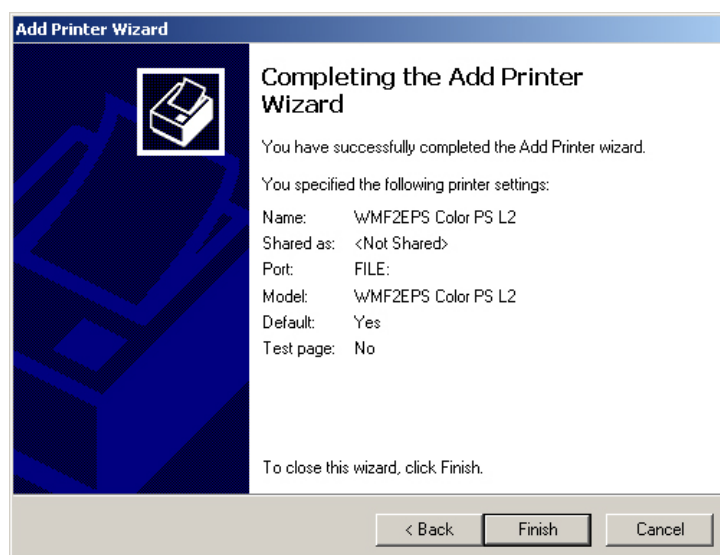 Add Printer Wizard
Completing the Add Printer
Wizard
You have successfully completed the Add Printer wizard.
You specified the following printer settings:
Name: WMF2EPS Color PS L2
Shared as: <Not Shared>
Port: FILE:
Model: WMF2EPS Color PS L2
Default: Yes
Test page: No
To close this wizard, click Finish.
< Back Finish Cancel